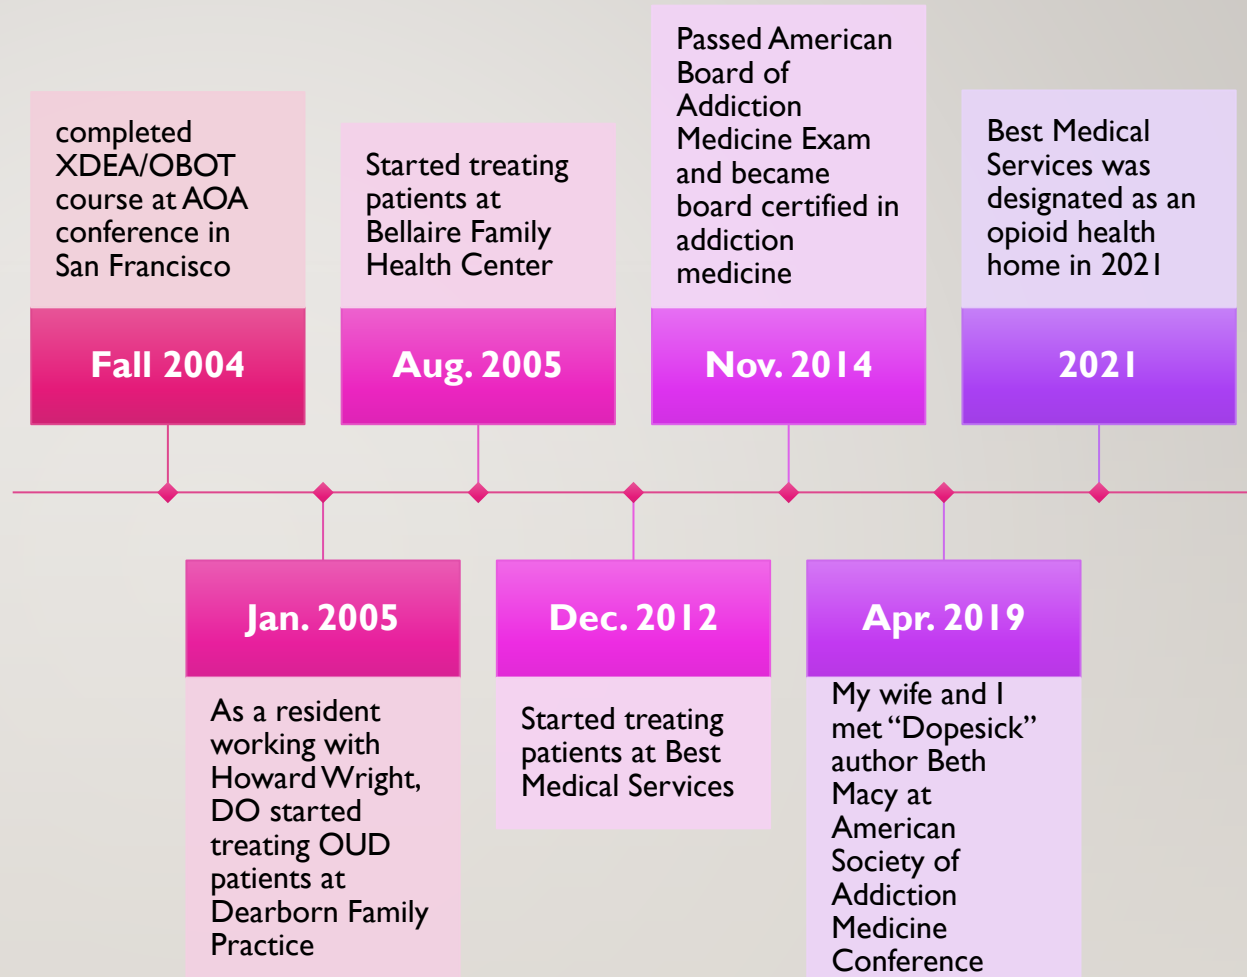 completed
XDEA/OBOT
course at AOA
conference in
San Francisco
Fall 2004
As a resident
working with
Howard Wright,
DO started
treating OUD
patients at
Dearborn Family
Practice
Jan. 2005
Started treating
patients at
Bellaire Family
Health Center
Aug. 2005
Dec. 2012
Started treating
patients at Best
Medical Services
Passed American
Board of
Addiction
Medicine Exam
and became
board certified in
addiction
medicine
Nov. 2014
Apr. 2019
My wife and I
met “Dopesick”
author Beth
Macy at
American
Society of
Addiction
Medicine
Conference
Best Medical
Services was
designated as an
opioid health
home in 2021
2021